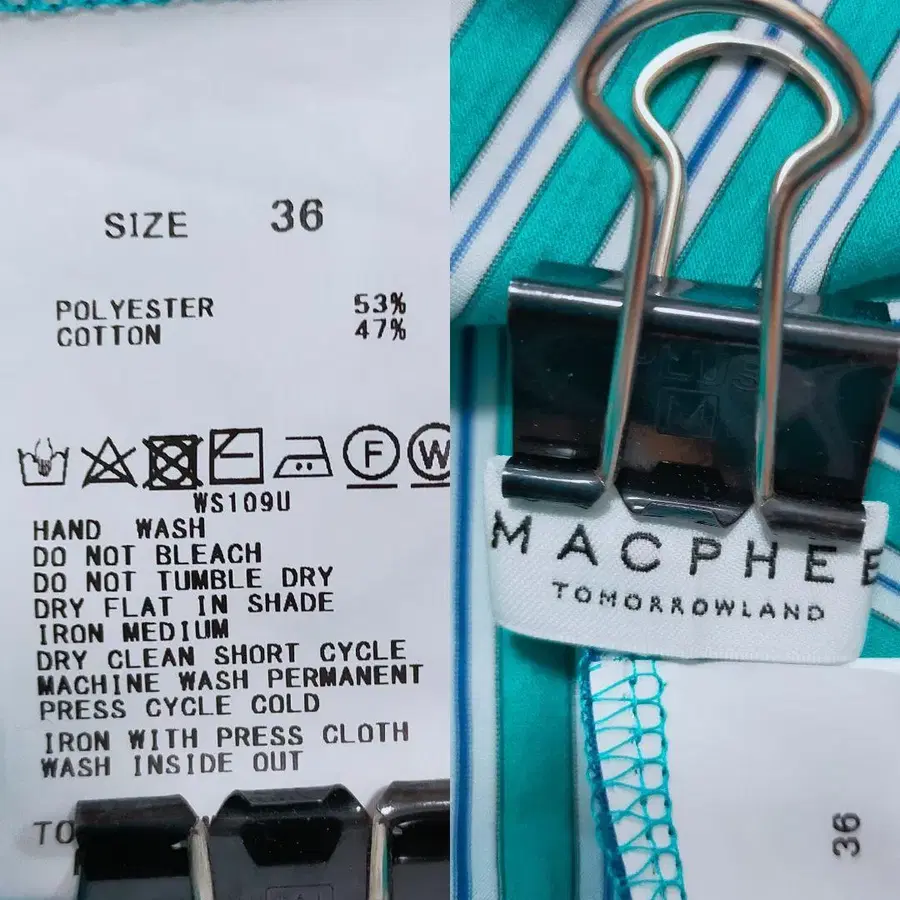 SIZE 36
POLYESTER 53%
COTTON 47%
F W
WS109U
HAND WASH
DO NOT BLEACH
DO NOT TUMBLE DRY
DRY FLAT IN SHADE
IRON MEDIUM
DRY CLEAN SHORT CYCLE
MACHINE WASH PERMANENT
PRESS CYCLE COLD
IRON WITH PRESS CLOTH
WASH INSIDE OUT
TO
PLUS
MACPHEE
TOMORROWLAND
36